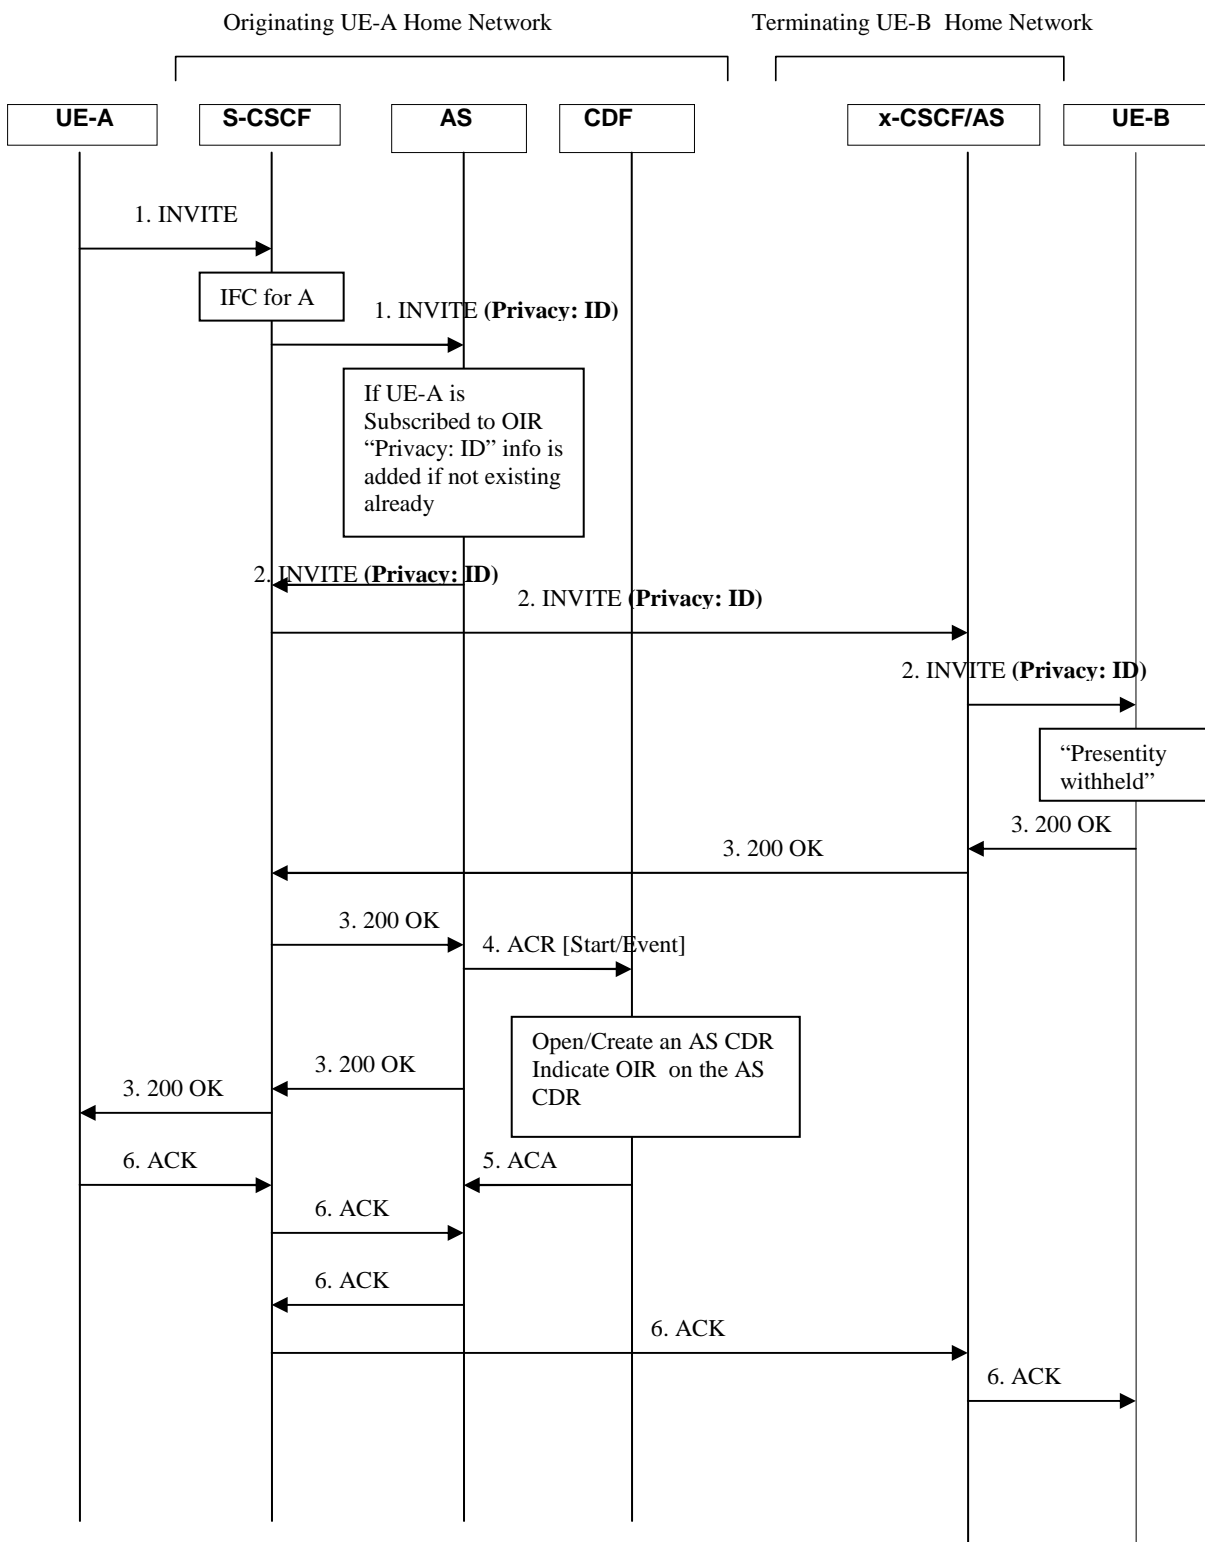 Originating UE-A Home Network
Terminating UE-B  Home Network
UE-A
S-CSCF
AS
CDF
x-CSCF/AS
UE-B
1. INVITE
IFC for A
1. INVITE (Privacy: ID)
If UE-A is
Subscribed to OIR
“Privacy: ID” info is
added if not existing
already
2. INVITE (Privacy: ID)
2. INVITE (Privacy: ID)
2. INVITE (Privacy: ID)
“Presentity
withheld”
3. 200 OK
3. 200 OK
3. 200 OK
4. ACR [Start/Event]
Open/Create an AS CDR
Indicate OIR  on the AS
CDR
3. 200 OK
3. 200 OK
6. ACK
5. ACA
6. ACK
6. ACK
6. ACK
6. ACK